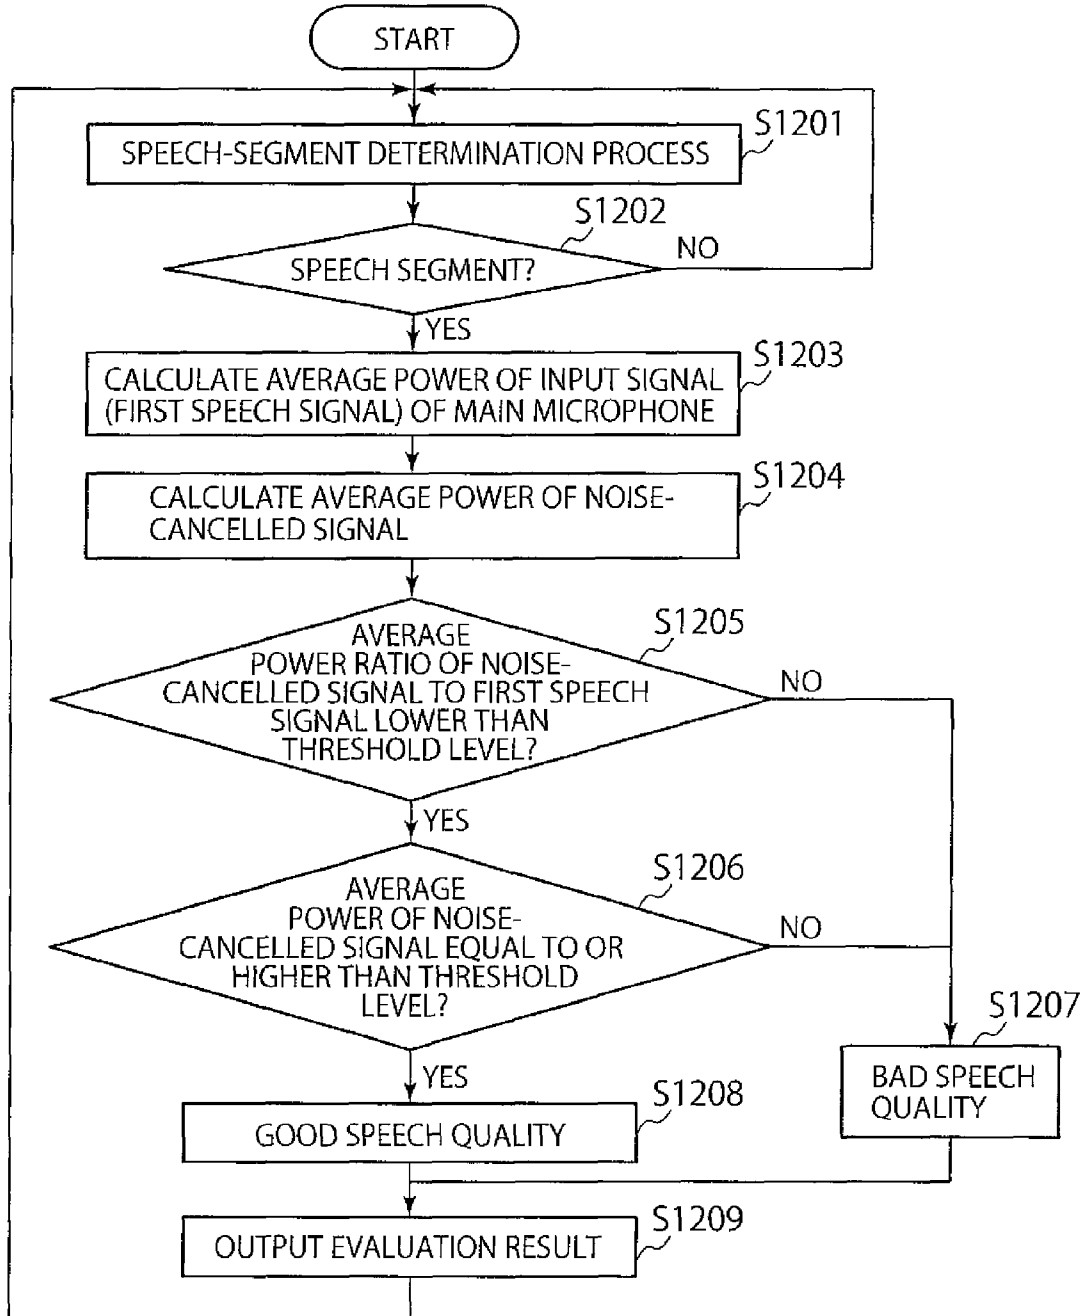 START
S1201
SPEECH-SEGMENT DETERMINATION PROCESS
S1202
SPEECH SEGMENT?
NO
YES
S1203
CALCULATE AVERAGE POWER OF INPUT SIGNAL
(FIRST SPEECH SIGNAL) OF MAIN MICROPHONE
S1204
CALCULATE AVERAGE POWER OF NOISE-
CANCELLED SIGNAL
S1205
AVERAGE
POWER RATIO OF NOISE-
CANCELLED SIGNAL TO FIRST SPEECH
SIGNAL LOWER THAN
THRESHOLD LEVEL?
NO
YES
S1206
AVERAGE
POWER OF NOISE-
CANCELLED SIGNAL EQUAL TO OR
HIGHER THAN THRESHOLD
LEVEL?
NO
YES
S1207
BAD SPEECH
QUALITY
S1208
GOOD SPEECH QUALITY
S1209
OUTPUT EVALUATION RESULT